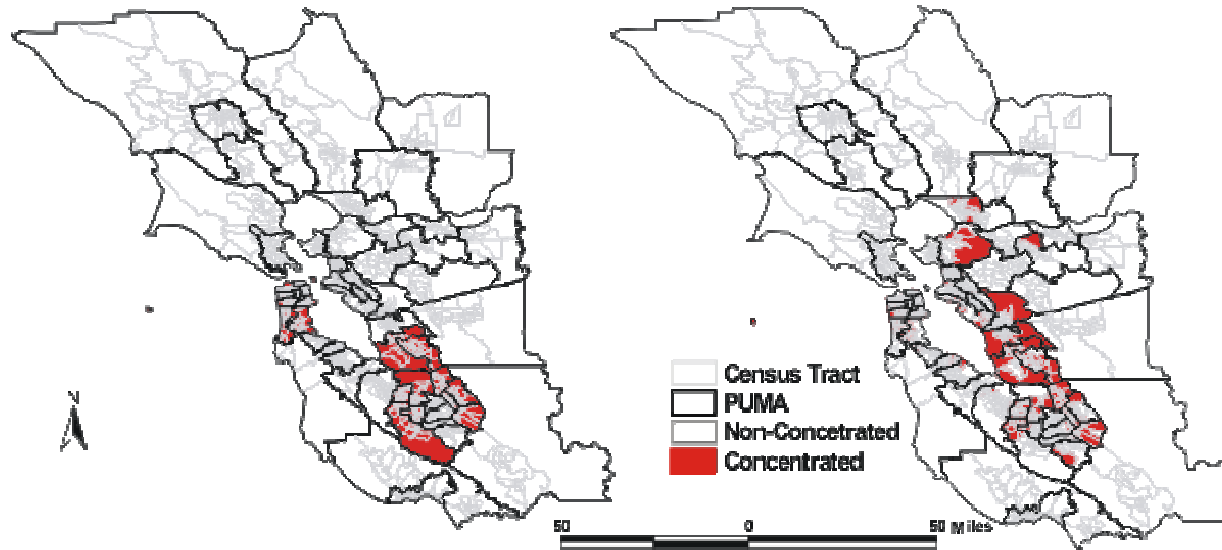 N
Census Tract
PUMA
Non-Concetrated
Concentrated
50 0 50 Miles